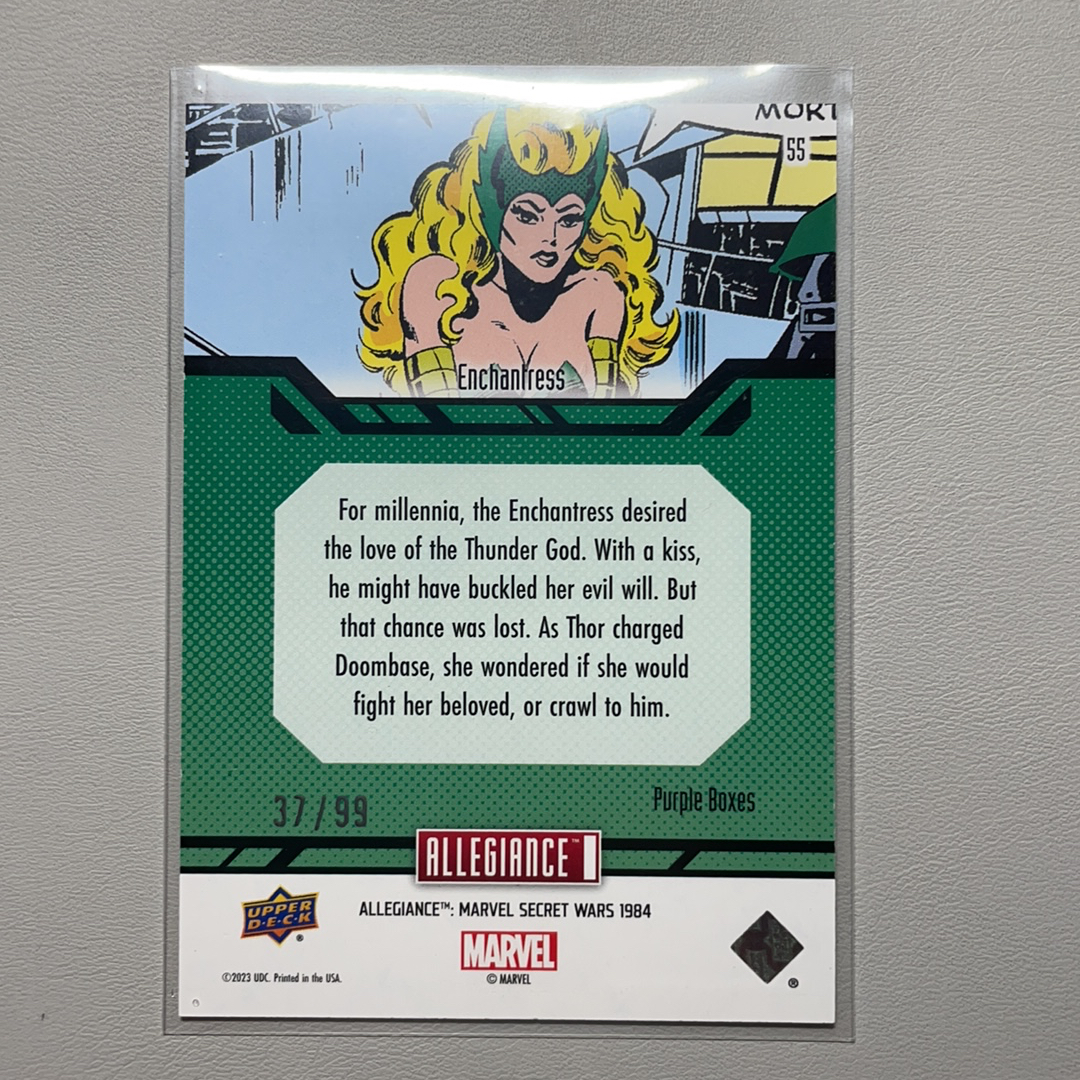 MORT
55
Enchantress
For millennia, the Enchantress desired
the love of the Thunder God. With a kiss,
he might have buckled her evil will. But
that chance was lost. As Thor charged
Doombase, she wondered if she would
fight her beloved, or crawl to him.
37/99
Purple Boxes
ALLEGIANCE™
UPPER
D·E·C·K
®
ALLEGIANCE™: MARVEL SECRET WARS 1984
MARVEL
© MARVEL
©2023 UDC. Printed in the USA.
®